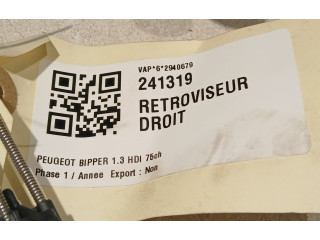 VAP*6*2940679
241319
RETROVISEUR
DROIT
PEUGEOT BIPPER 1.3 HDI 75ch
Phase 1 / Annee Export : Non